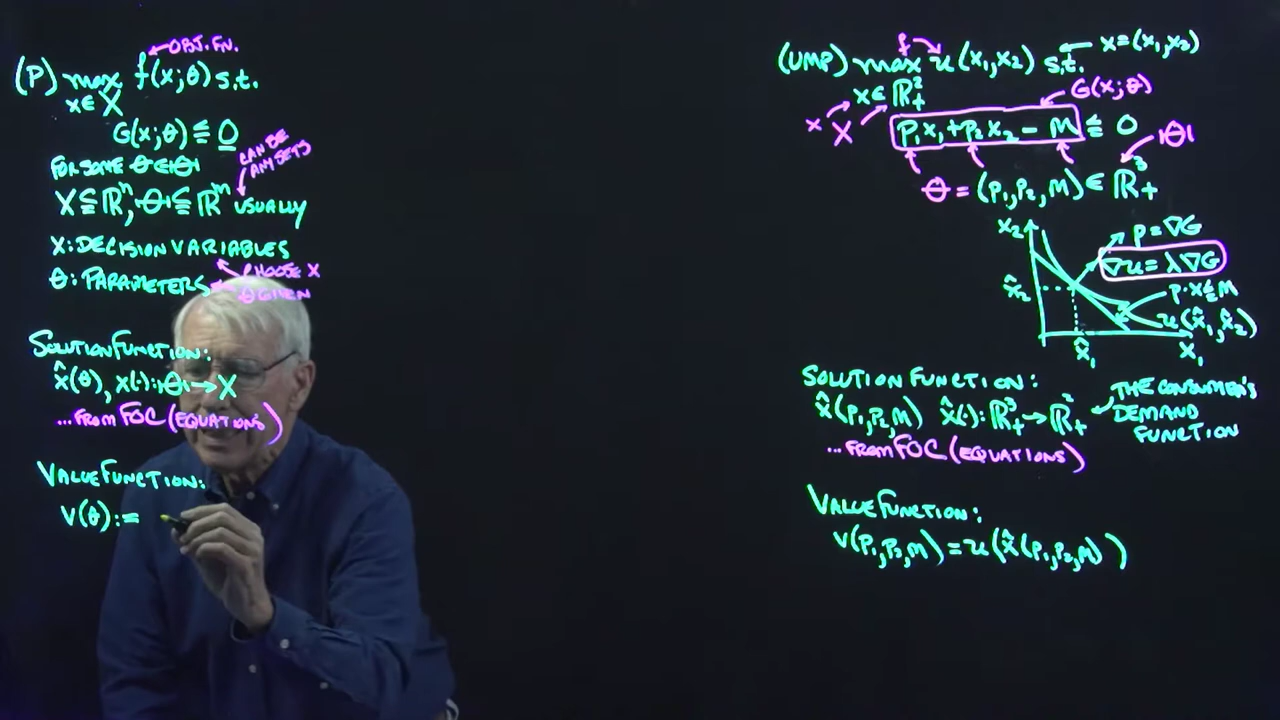 ← OBJ. FN.
(P) max f(x;θ) s.t.
x∈X
G(x;θ) ≦ 0
FOR SOME θ∈Θ
CAN BE
ANY SETS
X⊆ℝⁿ, Θ⊆ℝᵐ USUALLY
X: DECISION VARIABLES
CHOOSE X
θ: PARAMETERS
θ GIVEN
SOLUTION FUNCTION:
x̂(θ), x(·): Θ→X
...FROM FOC (EQUATIONS)
VALUE FUNCTION:
V(θ) :=
f
(UMP) max u(x₁,x₂) s.t. ← x=(x₁,x₂)
x∈ℝ²₊
G(x;θ)
x X
p₁x₁+p₂x₂ − M ≦ 0
Θ
θ = (p₁,p₂,M) ∈ ℝ³₊
x₂
p = ∇G
∇u = λ∇G
x̂₂
p·x≦M
u(x̂₁,x̂₂)
x̂₁ x₁
SOLUTION FUNCTION:
x̂(p₁,p₂,M) x̂(·): ℝ³₊→ℝ²₊ ← THE CONSUMER'S
DEMAND
FUNCTION
...FROM FOC (EQUATIONS)
VALUE FUNCTION:
V(p₁,p₂,M) = u(x̂(p₁,p₂,M))